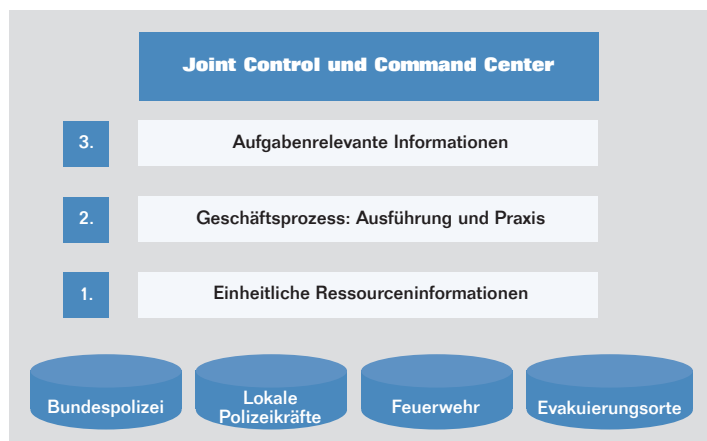 Joint Control und Command Center
3. Aufgabenrelevante Informationen
2. Geschäftsprozess: Ausführung und Praxis
1. Einheitliche Ressourceninformationen
Bundespolizei
Lokale
Polizeikräfte
Feuerwehr
Evakuierungsorte